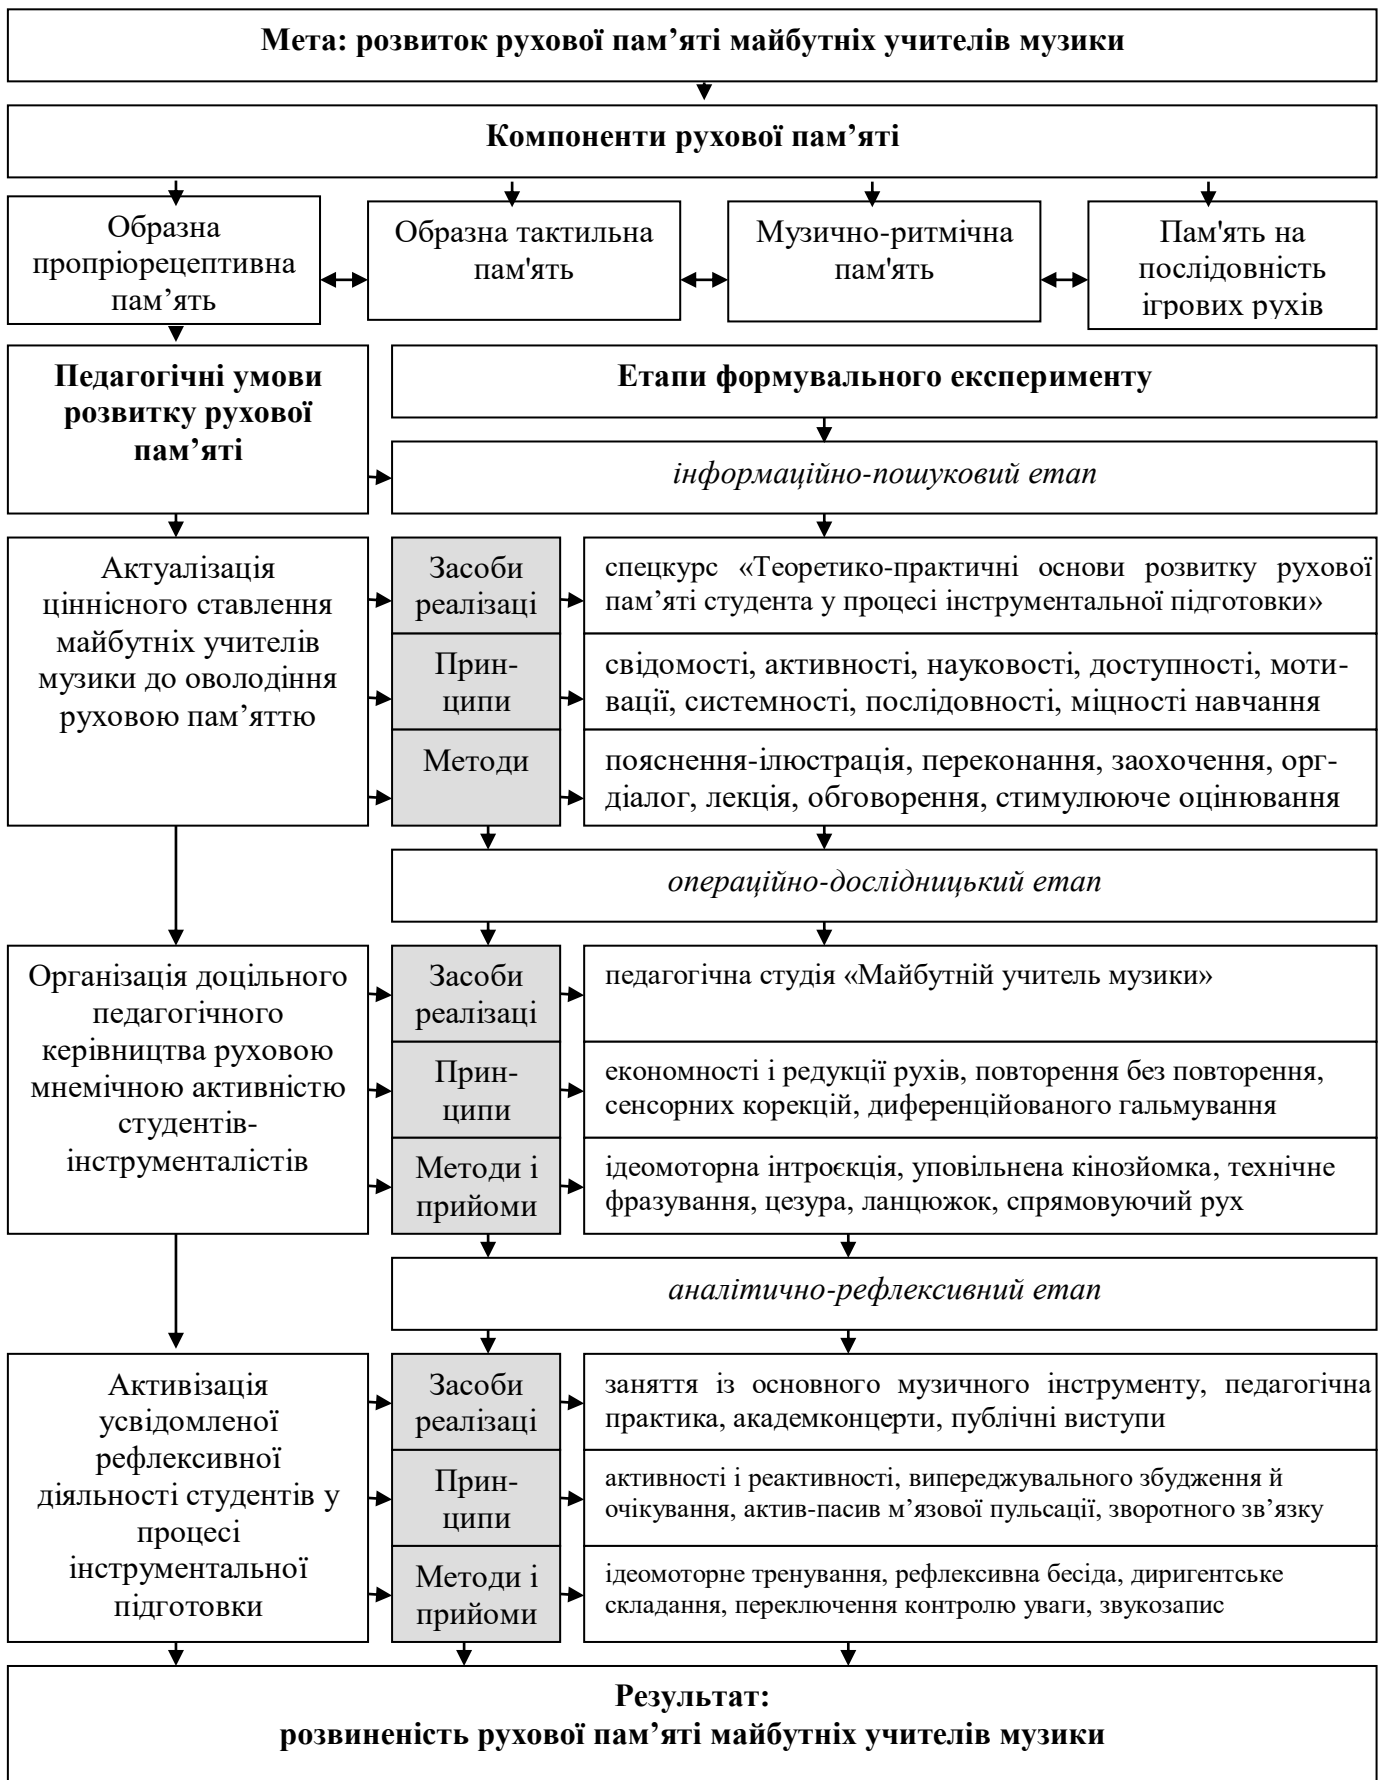 Мета: розвиток рухової пам’яті майбутніх учителів музики
Компоненти рухової пам’яті
Образна
пропріорецептивна
пам’ять
Образна тактильна
пам'ять
Музично-ритмічна
пам'ять
Пам'ять на
послідовність
ігрових рухів
Педагогічні умови
розвитку рухової
пам’яті
Етапи формувального експерименту
інформаційно-пошуковий етап
Актуалізація
ціннісного ставлення
майбутніх учителів
музики до оволодіння
руховою пам’яттю
Засоби
реалізаці
спецкурс «Теоретико-практичні основи розвитку рухової
пам’яті студента у процесі інструментальної підготовки»
Прин-
ципи
свідомості, активності, науковості, доступності, моти-
вації, системності, послідовності, міцності навчання
Методи
пояснення-ілюстрація, переконання, заохочення, орг-
діалог, лекція, обговорення, стимулююче оцінювання
операційно-дослідницький етап
Організація доцільного
педагогічного
керівництва руховою
мнемічною активністю
студентів-
інструменталістів
Засоби
реалізаці
педагогічна студія «Майбутній учитель музики»
Прин-
ципи
економності і редукції рухів, повторення без повторення,
сенсорних корекцій, диференційованого гальмування
Методи і
прийоми
ідеомоторна інтроєкція, уповільнена кінозйомка, технічне
фразування, цезура, ланцюжок, спрямовуючий рух
аналітично-рефлексивний етап
Активізація
усвідомленої
рефлексивної
діяльності студентів у
процесі
інструментальної
підготовки
Засоби
реалізаці
заняття із основного музичного інструменту, педагогічна
практика, академконцерти, публічні виступи
Прин-
ципи
активності і реактивності, випереджувального збудження й
очікування, актив-пасив м’язової пульсації, зворотного зв’язку
Методи і
прийоми
ідеомоторне тренування, рефлексивна бесіда, диригентське
складання, переключення контролю уваги, звукозапис
Результат:
розвиненість рухової пам’яті майбутніх учителів музики